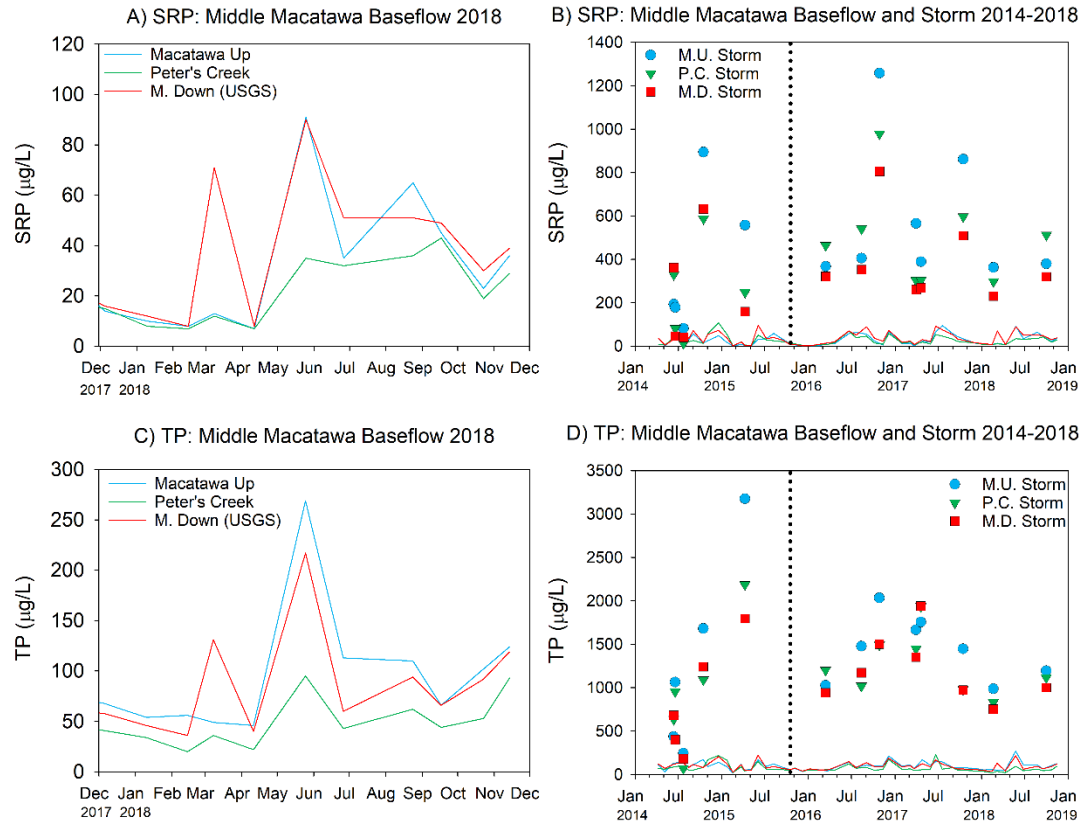 A) SRP: Middle Macatawa Baseflow 2018
120
100
80
60
40
20
0
SRP (µg/L)
Macatawa Up
Peter's Creek
M. Down (USGS)
Dec Jan Feb Mar Apr May Jun Jul Aug Sep Oct Nov Dec
2017 2018
B) SRP: Middle Macatawa Baseflow and Storm 2014-2018
1400
1200
1000
800
600
400
200
0
SRP (µg/L)
M.U. Storm
P.C. Storm
M.D. Storm
Jan Jul Jan Jul Jan Jul Jan Jul Jan Jul Jan
2014 2015 2016 2017 2018 2019
C) TP: Middle Macatawa Baseflow 2018
300
250
200
150
100
50
0
TP (µg/L)
Macatawa Up
Peter's Creek
M. Down (USGS)
Dec Jan Feb Mar Apr May Jun Jul Aug Sep Oct Nov Dec
2017 2018
D) TP: Middle Macatawa Baseflow and Storm 2014-2018
3500
3000
2500
2000
1500
1000
500
0
TP (µg/L)
M.U. Storm
P.C. Storm
M.D. Storm
Jan Jul Jan Jul Jan Jul Jan Jul Jan Jul Jan
2014 2015 2016 2017 2018 2019